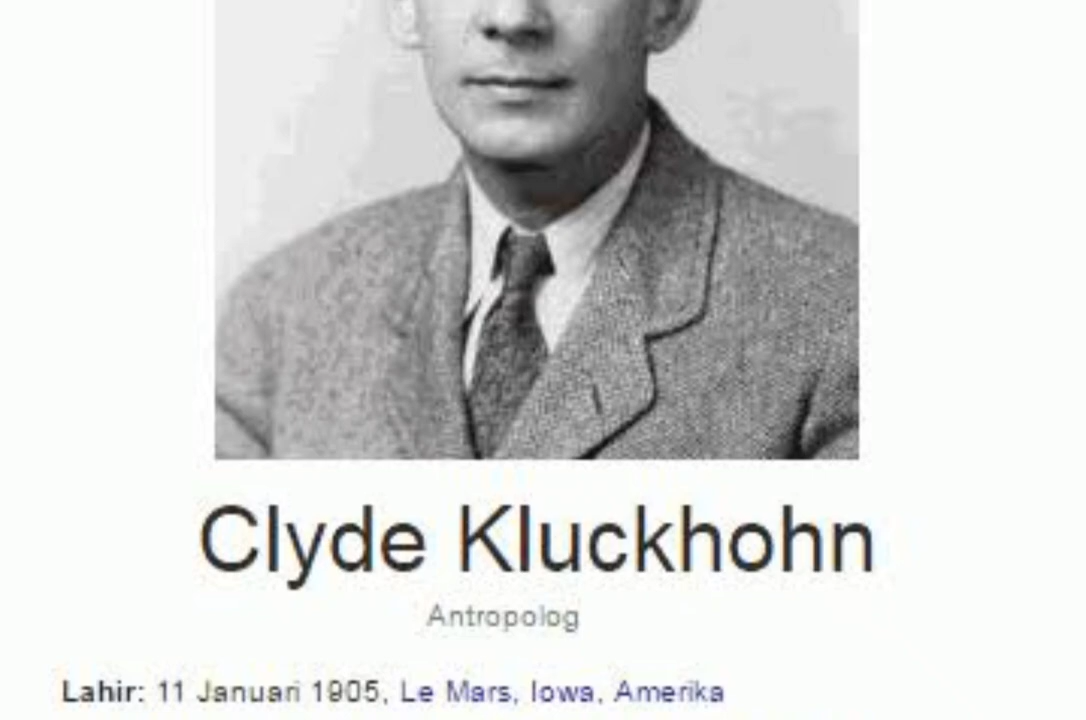 Clyde Kluckhohn
Antropolog
Lahir: 11 Januari 1905, Le Mars, Iowa, Amerika